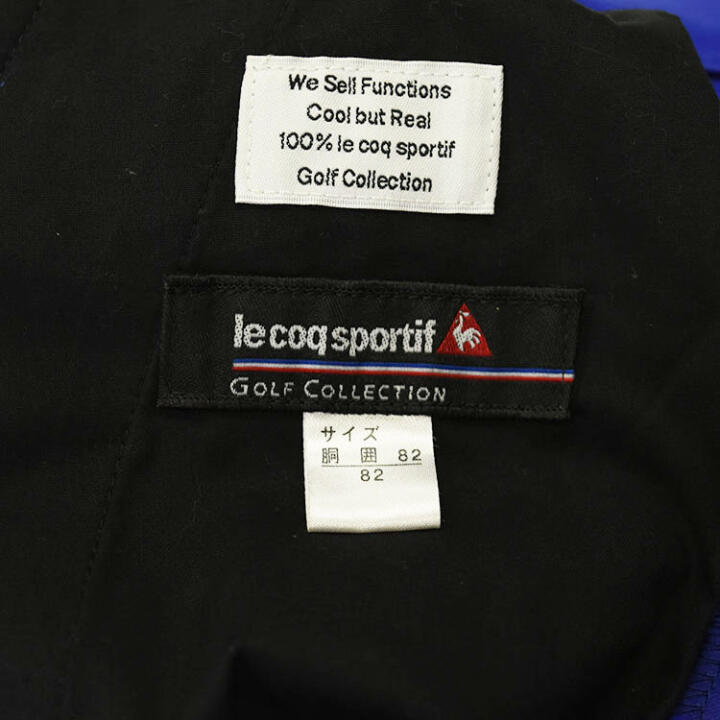 We Sell Functions
Cool but Real
100% le coq sportif
Golf Collection
le coq sportif
GOLF COLLECTION
サイズ
胴 囲 82
82